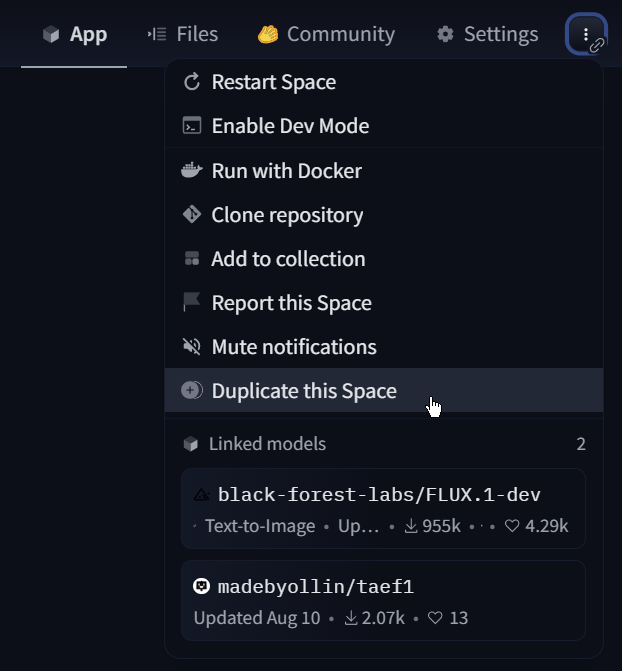 App Files Community Settings
Restart Space
Enable Dev Mode
Run with Docker
Clone repository
Add to collection
Report this Space
Mute notifications
Duplicate this Space
Linked models 2
black-forest-labs/FLUX.1-dev
Text-to-Image • Up… • 955k • • 4.29k
madebyollin/taef1
Updated Aug 10 • 2.07k • 13